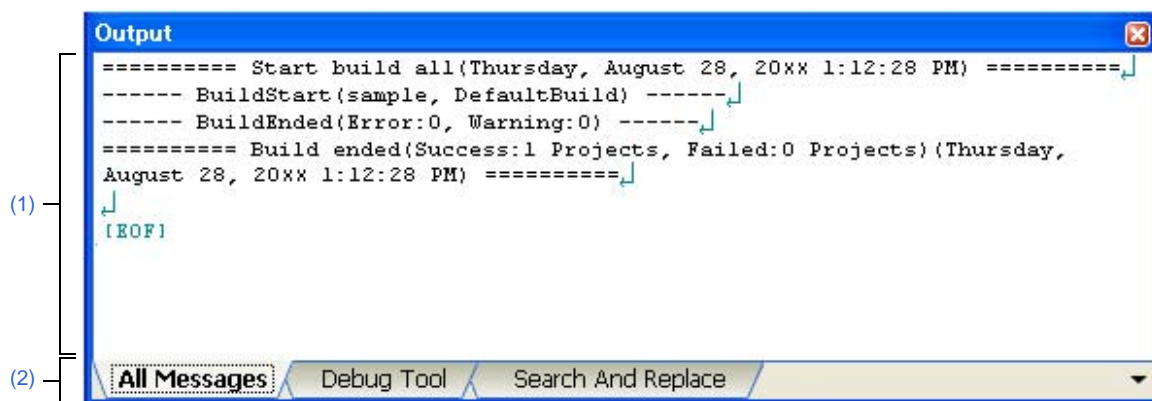 Output
(1)
========== Start build all(Thursday, August 28, 20xx 1:12:28 PM) ==========
------ BuildStart(sample, DefaultBuild) ------
------ BuildEnded(Error:0, Warning:0) ------
========== Build ended(Success:1 Projects, Failed:0 Projects)(Thursday,
August 28, 20xx 1:12:28 PM) ==========
[EOF]
(2)
All Messages Debug Tool Search And Replace